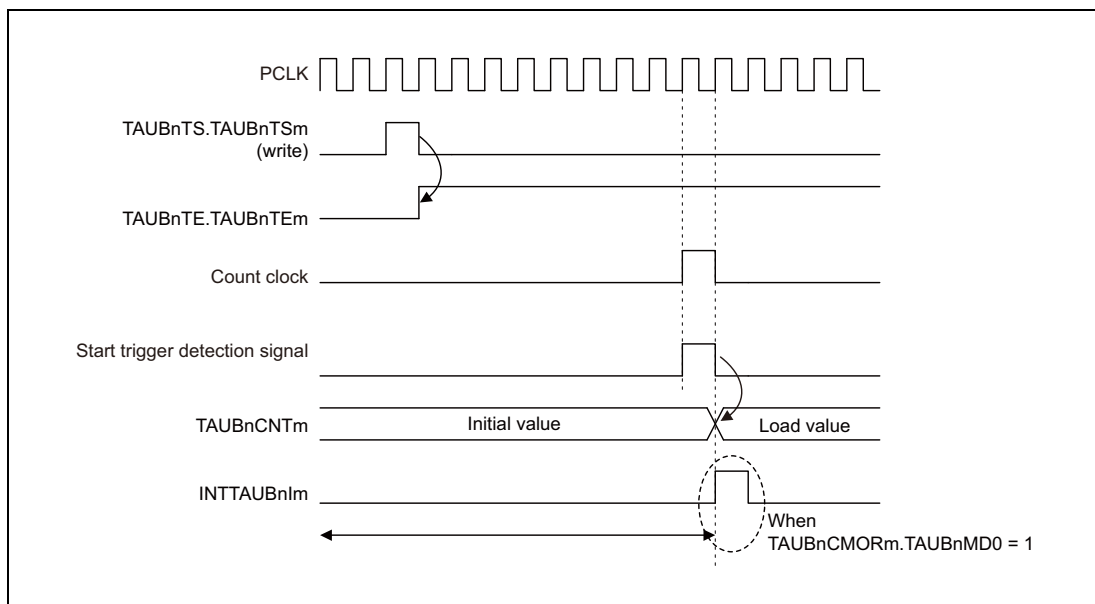 PCLK
TAUBnTS.TAUBnTSm
(write)
TAUBnTE.TAUBnTEm
Count clock
Start trigger detection signal
TAUBnCNTm
Initial value
Load value
INTTAUBnIm
When
TAUBnCMORm.TAUBnMD0 = 1